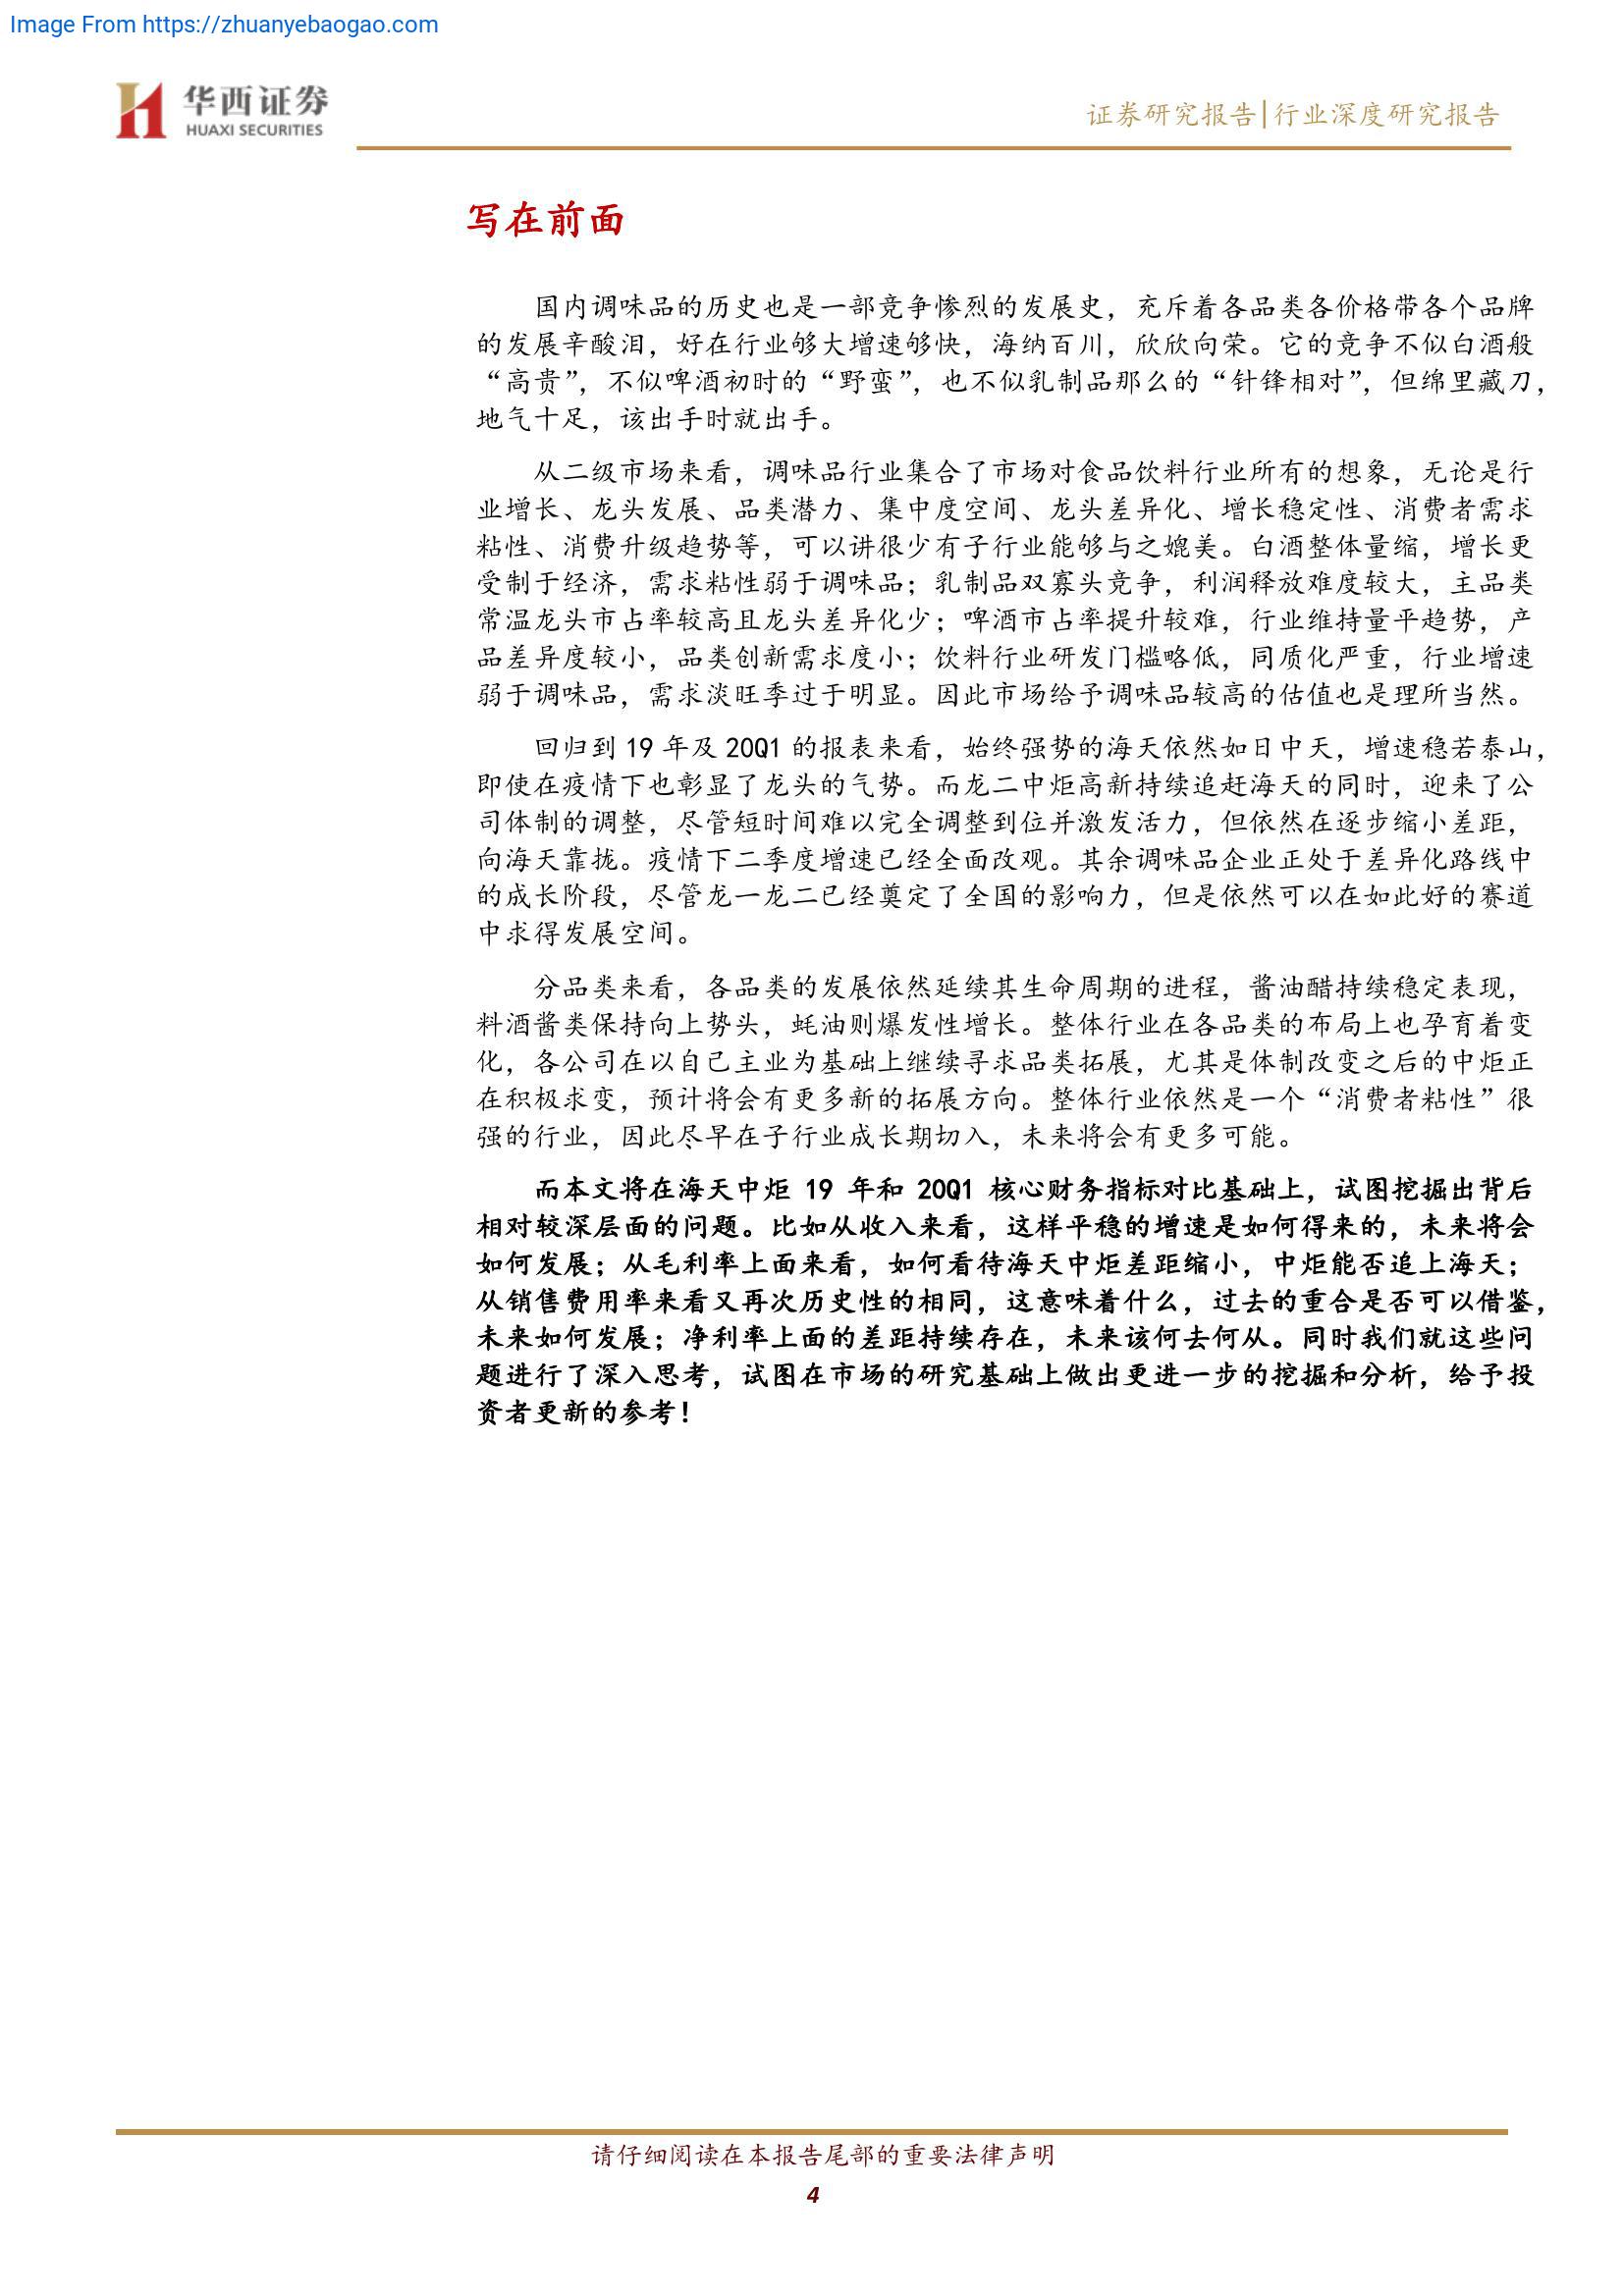 Image From https://zhuanyebaogao.com
华西证券
HUAXI SECURITIES
证券研究报告|行业深度研究报告
写在前面
国内调味品的历史也是一部竞争惨烈的发展史，充斥着各品类各价格带各个品牌
的发展辛酸泪，好在行业够大增速够快，海纳百川，欣欣向荣。它的竞争不似白酒般
“高贵”，不似啤酒初时的“野蛮”，也不似乳制品那么的“针锋相对”，但绵里藏刀，
地气十足，该出手时就出手。
从二级市场来看，调味品行业集合了市场对食品饮料行业所有的想象，无论是行
业增长、龙头发展、品类潜力、集中度空间、龙头差异化、增长稳定性、消费者需求
粘性、消费升级趋势等，可以讲很少有子行业能够与之媲美。白酒整体量缩，增长更
受制于经济，需求粘性弱于调味品；乳制品双寡头竞争，利润释放难度较大，主品类
常温龙头市占率较高且龙头差异化少；啤酒市占率提升较难，行业维持量平趋势，产
品差异度较小，品类创新需求度小；饮料行业研发门槛略低，同质化严重，行业增速
弱于调味品，需求淡旺季过于明显。因此市场给予调味品较高的估值也是理所当然。
回归到 19 年及 20Q1 的报表来看，始终强势的海天依然如日中天，增速稳若泰山，
即使在疫情下也彰显了龙头的气势。而龙二中炬高新持续追赶海天的同时，迎来了公
司体制的调整，尽管短时间难以完全调整到位并激发活力，但依然在逐步缩小差距，
向海天靠拢。疫情下二季度增速已经全面改观。其余调味品企业正处于差异化路线中
的成长阶段，尽管龙一龙二已经奠定了全国的影响力，但是依然可以在如此好的赛道
中求得发展空间。
分品类来看，各品类的发展依然延续其生命周期的进程，酱油醋持续稳定表现，
料酒酱类保持向上势头，蚝油则爆发性增长。整体行业在各品类的布局上也孕育着变
化，各公司在以自己主业为基础上继续寻求品类拓展，尤其是体制改变之后的中炬正
在积极求变，预计将会有更多新的拓展方向。整体行业依然是一个“消费者粘性”很
强的行业，因此尽早在子行业成长期切入，未来将会有更多可能。
而本文将在海天中炬 19 年和 20Q1 核心财务指标对比基础上，试图挖掘出背后
相对较深层面的问题。比如从收入来看，这样平稳的增速是如何得来的，未来将会
如何发展；从毛利率上面来看，如何看待海天中炬差距缩小，中炬能否追上海天；
从销售费用率来看又再次历史性的相同，这意味着什么，过去的重合是否可以借鉴，
未来如何发展；净利率上面的差距持续存在，未来该何去何从。同时我们就这些问
题进行了深入思考，试图在市场的研究基础上做出更进一步的挖掘和分析，给予投
资者更新的参考！
请仔细阅读在本报告尾部的重要法律声明
4